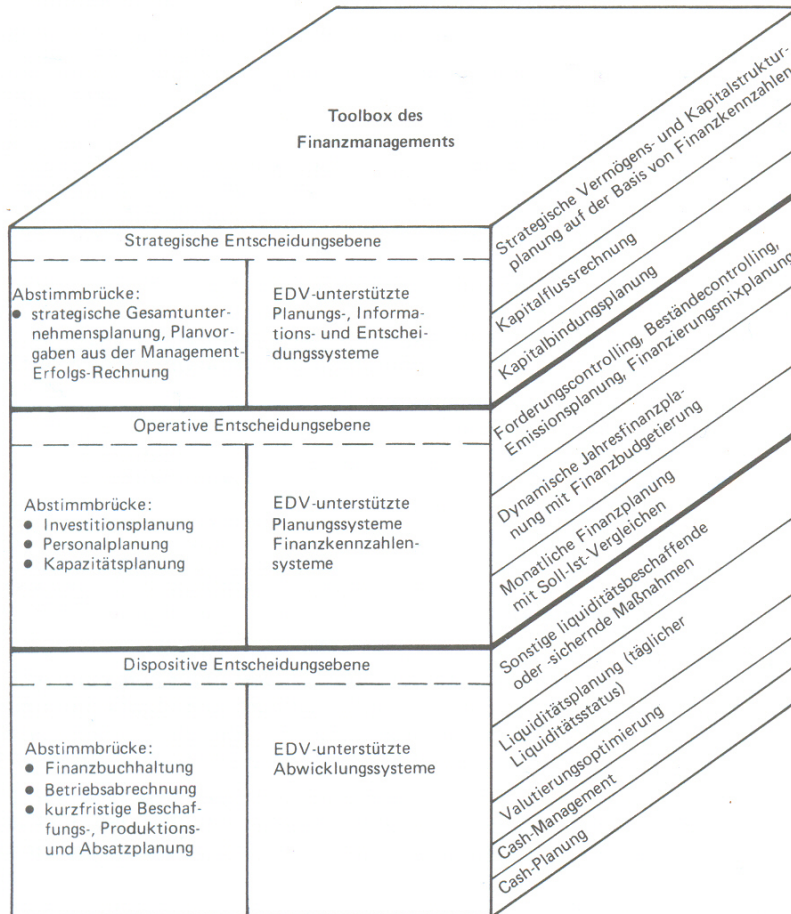 Toolbox des
Finanzmanagements
Strategische Entscheidungsebene
Abstimmbrücke:
● strategische Gesamtunter-
nehmensplanung, Planvor-
gaben aus der Management-
Erfolgs-Rechnung
EDV-unterstützte
Planungs-, Informa-
tions- und Entschei-
dungssysteme
Strategische Vermögens- und Kapitalstruktur-
planung auf der Basis von Finanzkennzahlen
Kapitalflussrechnung
Kapitalbindungsplanung
Operative Entscheidungsebene
Abstimmbrücke:
● Investitionsplanung
● Personalplanung
● Kapazitätsplanung
EDV-unterstützte
Planungssysteme
Finanzkennzahlen-
systeme
Forderungscontrolling, Beständecontrolling,
Emissionsplanung, Finanzierungsmixplanung
Dynamische Jahresfinanzpla-
nung mit Finanzbudgetierung
Monatliche Finanzplanung
mit Soll-Ist-Vergleichen
Dispositive Entscheidungsebene
Abstimmbrücke:
● Finanzbuchhaltung
● Betriebsabrechnung
● kurzfristige Beschaf-
fungs-, Produktions-
und Absatzplanung
EDV-unterstützte
Abwicklungssysteme
Sonstige liquiditätsbeschaffende
oder -sichernde Maßnahmen
Liquiditätsplanung (täglicher
Liquiditätsstatus)
Valutierungsoptimierung
Cash-Management
Cash-Planung